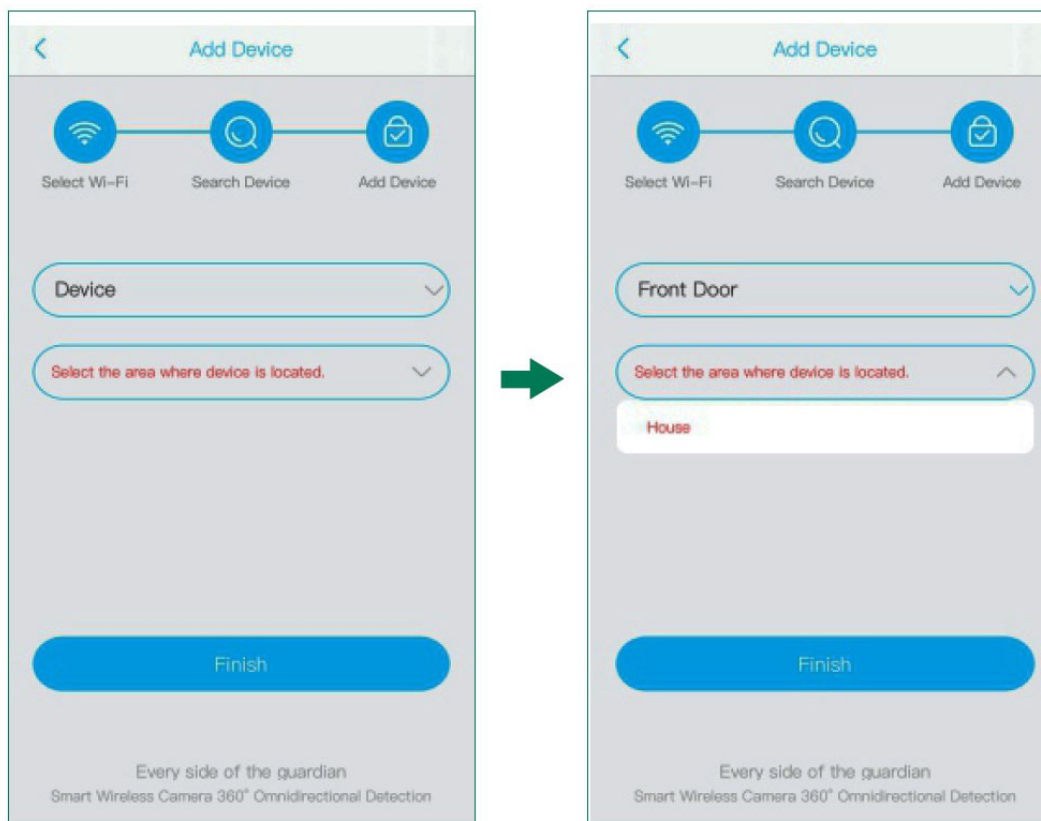 Add Device
Select Wi-Fi Search Device Add Device
Device
Select the area where device is located.
Finish
Every side of the guardian
Smart Wireless Camera 360° Omnidirectional Detection
Add Device
Select Wi-Fi Search Device Add Device
Front Door
Select the area where device is located.
House
Finish
Every side of the guardian
Smart Wireless Camera 360° Omnidirectional Detection